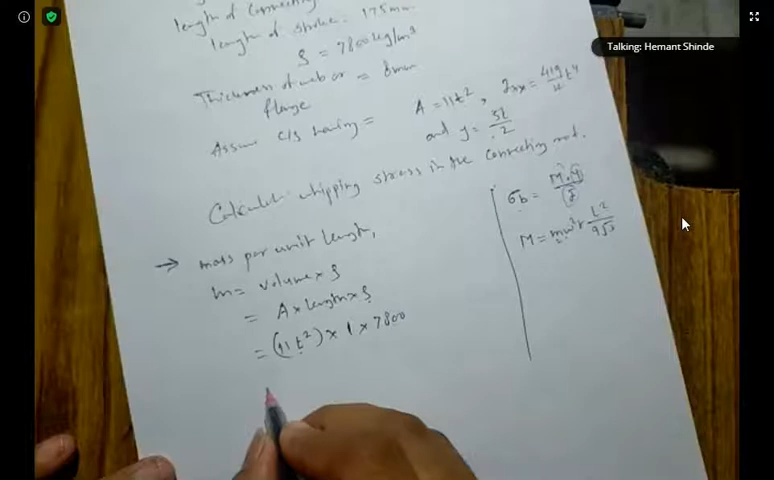 length of connecting
length of stroke = 175mm
ρ = 7800 kg/m³
Thickness of web or flange = 8mm
Assume c/s having = A = 11t², Ixx = 419/12 t⁴
and y = 5t/2
Calculate whipping stress in the connecting rod.
→ mass per unit length,
m = volume × ρ
= A × length × ρ
= (11t²) × 1 × 7800
σb = M·y/I
M = mω²r L²/9√3
Talking: Hemant Shinde